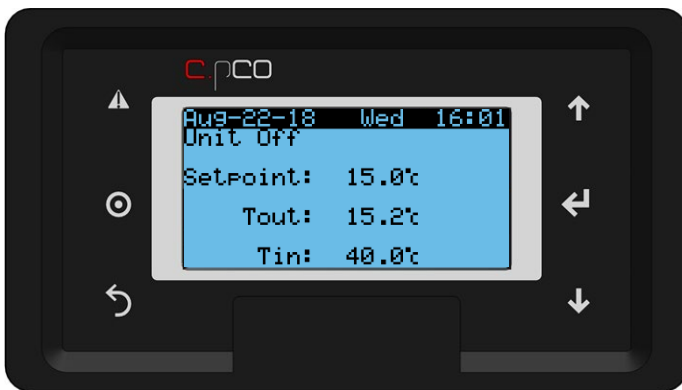 c.pCO
Aug-22-18 Wed 16:01
Unit Off
Setpoint: 15.0℃
Tout: 15.2℃
Tin: 40.0℃